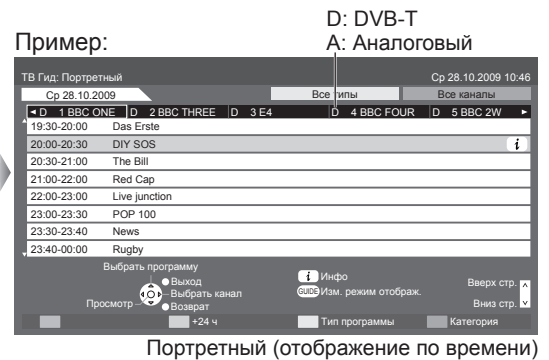 D: DVB-T
Пример:
A: Аналоговый
ТВ Гид: Портретный Ср 28.10.2009 10:46
Ср 28.10.2009 Все типы Все каналы
D 1 BBC ONE D 2 BBC THREE D 3 E4 D 4 BBC FOUR D 5 BBC 2W
19:30-20:00 Das Erste
20:00-20:30 DIY SOS i
20:30-21:00 The Bill
21:00-22:00 Red Cap
22:00-23:00 Live junction
23:00-23:30 POP 100
23:30-23:40 News
23:40-00:00 Rugby
Выбрать программу
Выход
Просмотр
Выбрать канал
Возврат
i Инфо
GUIDE Изм. режим отображ.
Вверх стр.
Вниз стр.
+24 ч Тип программы Категория
Портретный (отображение по времени)